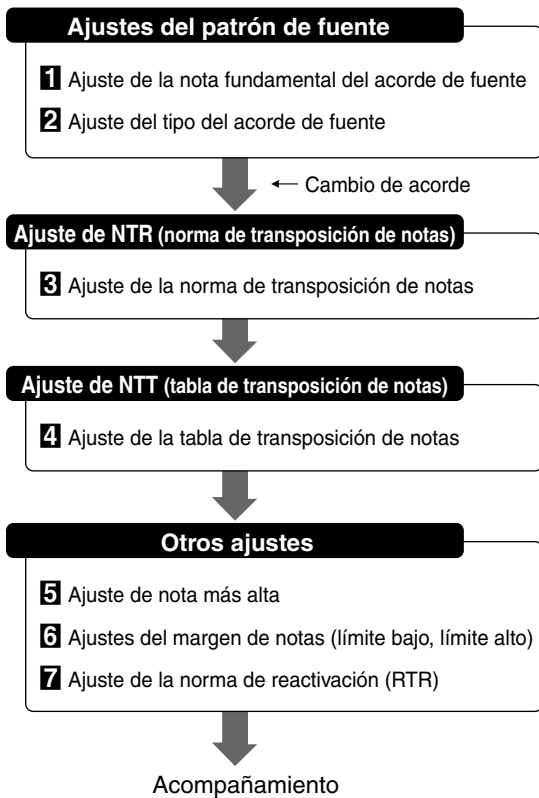 Ajustes del patrón de fuente
1 Ajuste de la nota fundamental del acorde de fuente
2 Ajuste del tipo del acorde de fuente
← Cambio de acorde
Ajuste de NTR (norma de transposición de notas)
3 Ajuste de la norma de transposición de notas
Ajuste de NTT (tabla de transposición de notas)
4 Ajuste de la tabla de transposición de notas
Otros ajustes
5 Ajuste de nota más alta
6 Ajustes del margen de notas (límite bajo, límite alto)
7 Ajuste de la norma de reactivación (RTR)
Acompañamiento